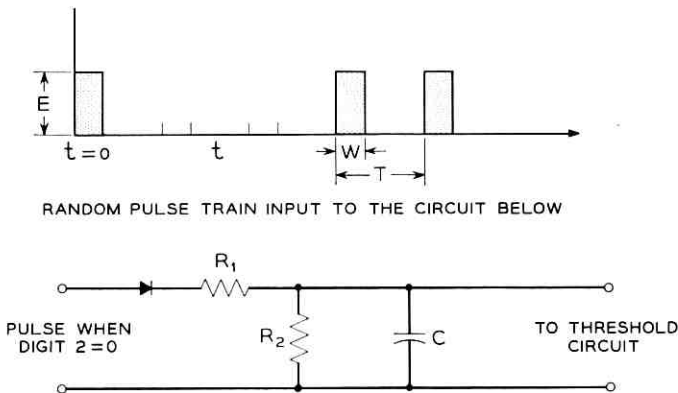 E
t=0
t
W
T
RANDOM PULSE TRAIN INPUT TO THE CIRCUIT BELOW
R1
PULSE WHEN
DIGIT 2=0
R2
C
TO THRESHOLD
CIRCUIT